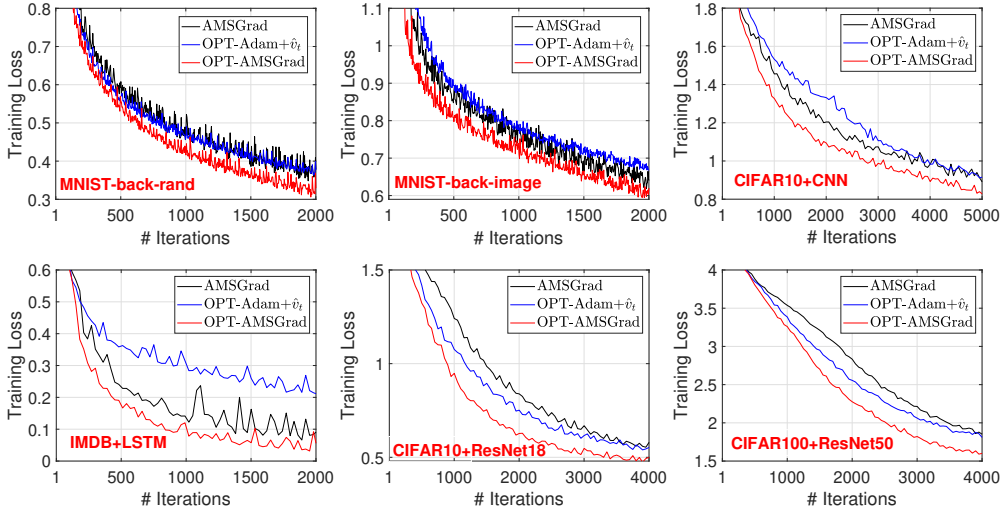 0.8
0.7
0.6
0.5
0.4
0.3
Training Loss
AMSGrad
OPT-Adam+v̂ₜ
OPT-AMSGrad
MNIST-back-rand
1 500 1000 1500 2000
# Iterations
1.1
1
0.9
0.8
0.7
0.6
Training Loss
AMSGrad
OPT-Adam+v̂ₜ
OPT-AMSGrad
MNIST-back-image
1 500 1000 1500 2000
# Iterations
1.8
1.6
1.4
1.2
1
0.8
Training Loss
AMSGrad
OPT-Adam+v̂ₜ
OPT-AMSGrad
CIFAR10+CNN
1 1000 2000 3000 4000 5000
# Iterations
0.6
0.5
0.4
0.3
0.2
0.1
0
Training Loss
AMSGrad
OPT-Adam+v̂ₜ
OPT-AMSGrad
IMDB+LSTM
1 500 1000 1500 2000
# Iterations
1.5
1
0.5
Training Loss
AMSGrad
OPT-Adam+v̂ₜ
OPT-AMSGrad
CIFAR10+ResNet18
1 1000 2000 3000 4000
# Iterations
4
3.5
3
2.5
2
1.5
Training Loss
AMSGrad
OPT-Adam+v̂ₜ
OPT-AMSGrad
CIFAR100+ResNet50
1 1000 2000 3000 4000
# Iterations